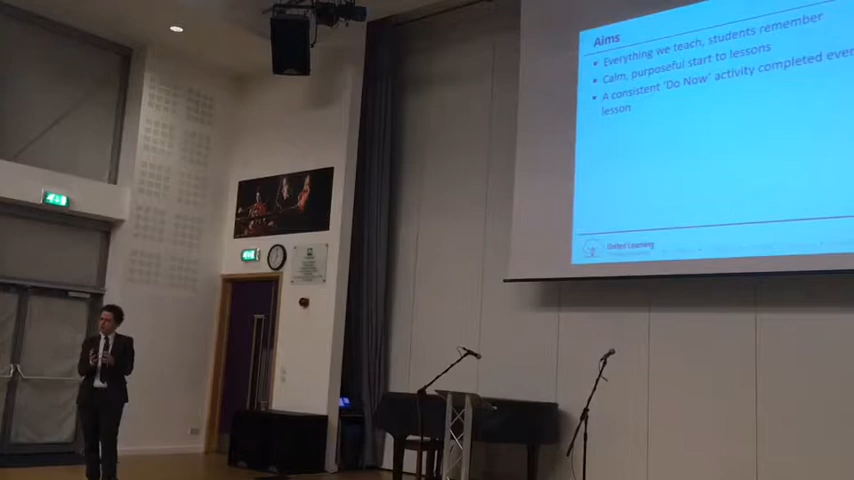 Aims
• Everything we teach, students remember
• Calm, purposeful start to lessons
• A consistent 'Do Now' activity completed every
lesson
United Learning